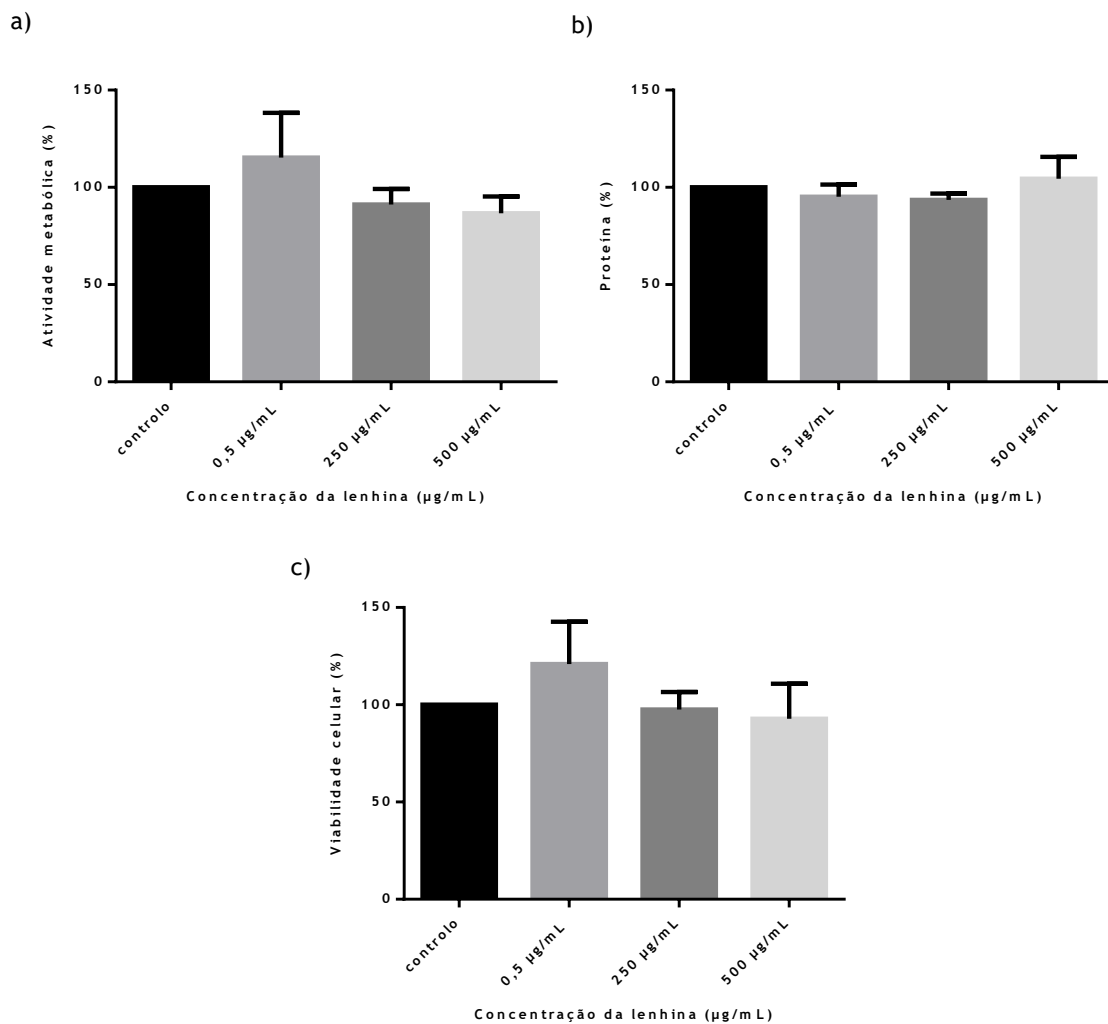 a)
150
100
50
0
Atividade metabólica (%)
controlo
0,5 µg/mL
250 µg/mL
500 µg/mL
Concentração da lenhina (µg/mL)
b)
150
100
50
0
Proteína (%)
controlo
0,5 µg/mL
250 µg/mL
500 µg/mL
Concentração da lenhina (µg/mL)
c)
150
100
50
0
Viabilidade celular (%)
controlo
0,5 µg/mL
250 µg/mL
500 µg/mL
Concentração da lenhina (µg/mL)